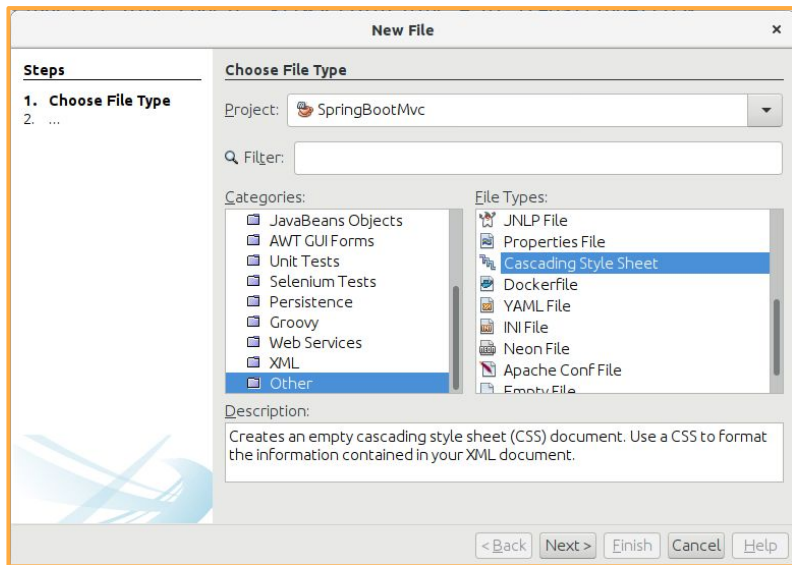 New File
×
Steps
1. Choose File Type
2. ...
Choose File Type
Project: SpringBootMvc
Filter:
Categories:
JavaBeans Objects
AWT GUI Forms
Unit Tests
Selenium Tests
Persistence
Groovy
Web Services
XML
Other
File Types:
JNLP File
Properties File
Cascading Style Sheet
Dockerfile
YAML File
INI File
Neon File
Apache Conf File
Empty File
Description:
Creates an empty cascading style sheet (CSS) document. Use a CSS to format
the information contained in your XML document.
< Back Next > Finish Cancel Help